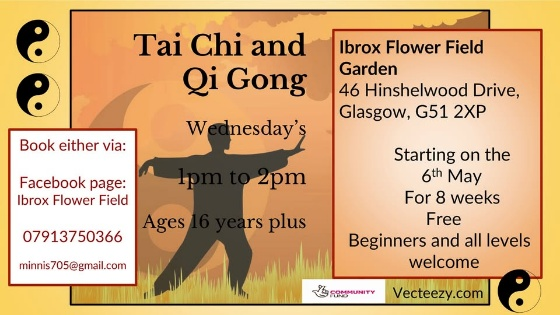 Tai Chi and
Qi Gong
Wednesday's
1pm to 2pm
Ages 16 years plus
Book either via:
Facebook page:
Ibrox Flower Field
07913750366
minnis705@gmail.com
Ibrox Flower Field
Garden
46 Hinshelwood Drive,
Glasgow, G51 2XP
Starting on the
6th May
For 8 weeks
Free
Beginners and all levels
welcome
COMMUNITY
FUND
Vecteezy.com